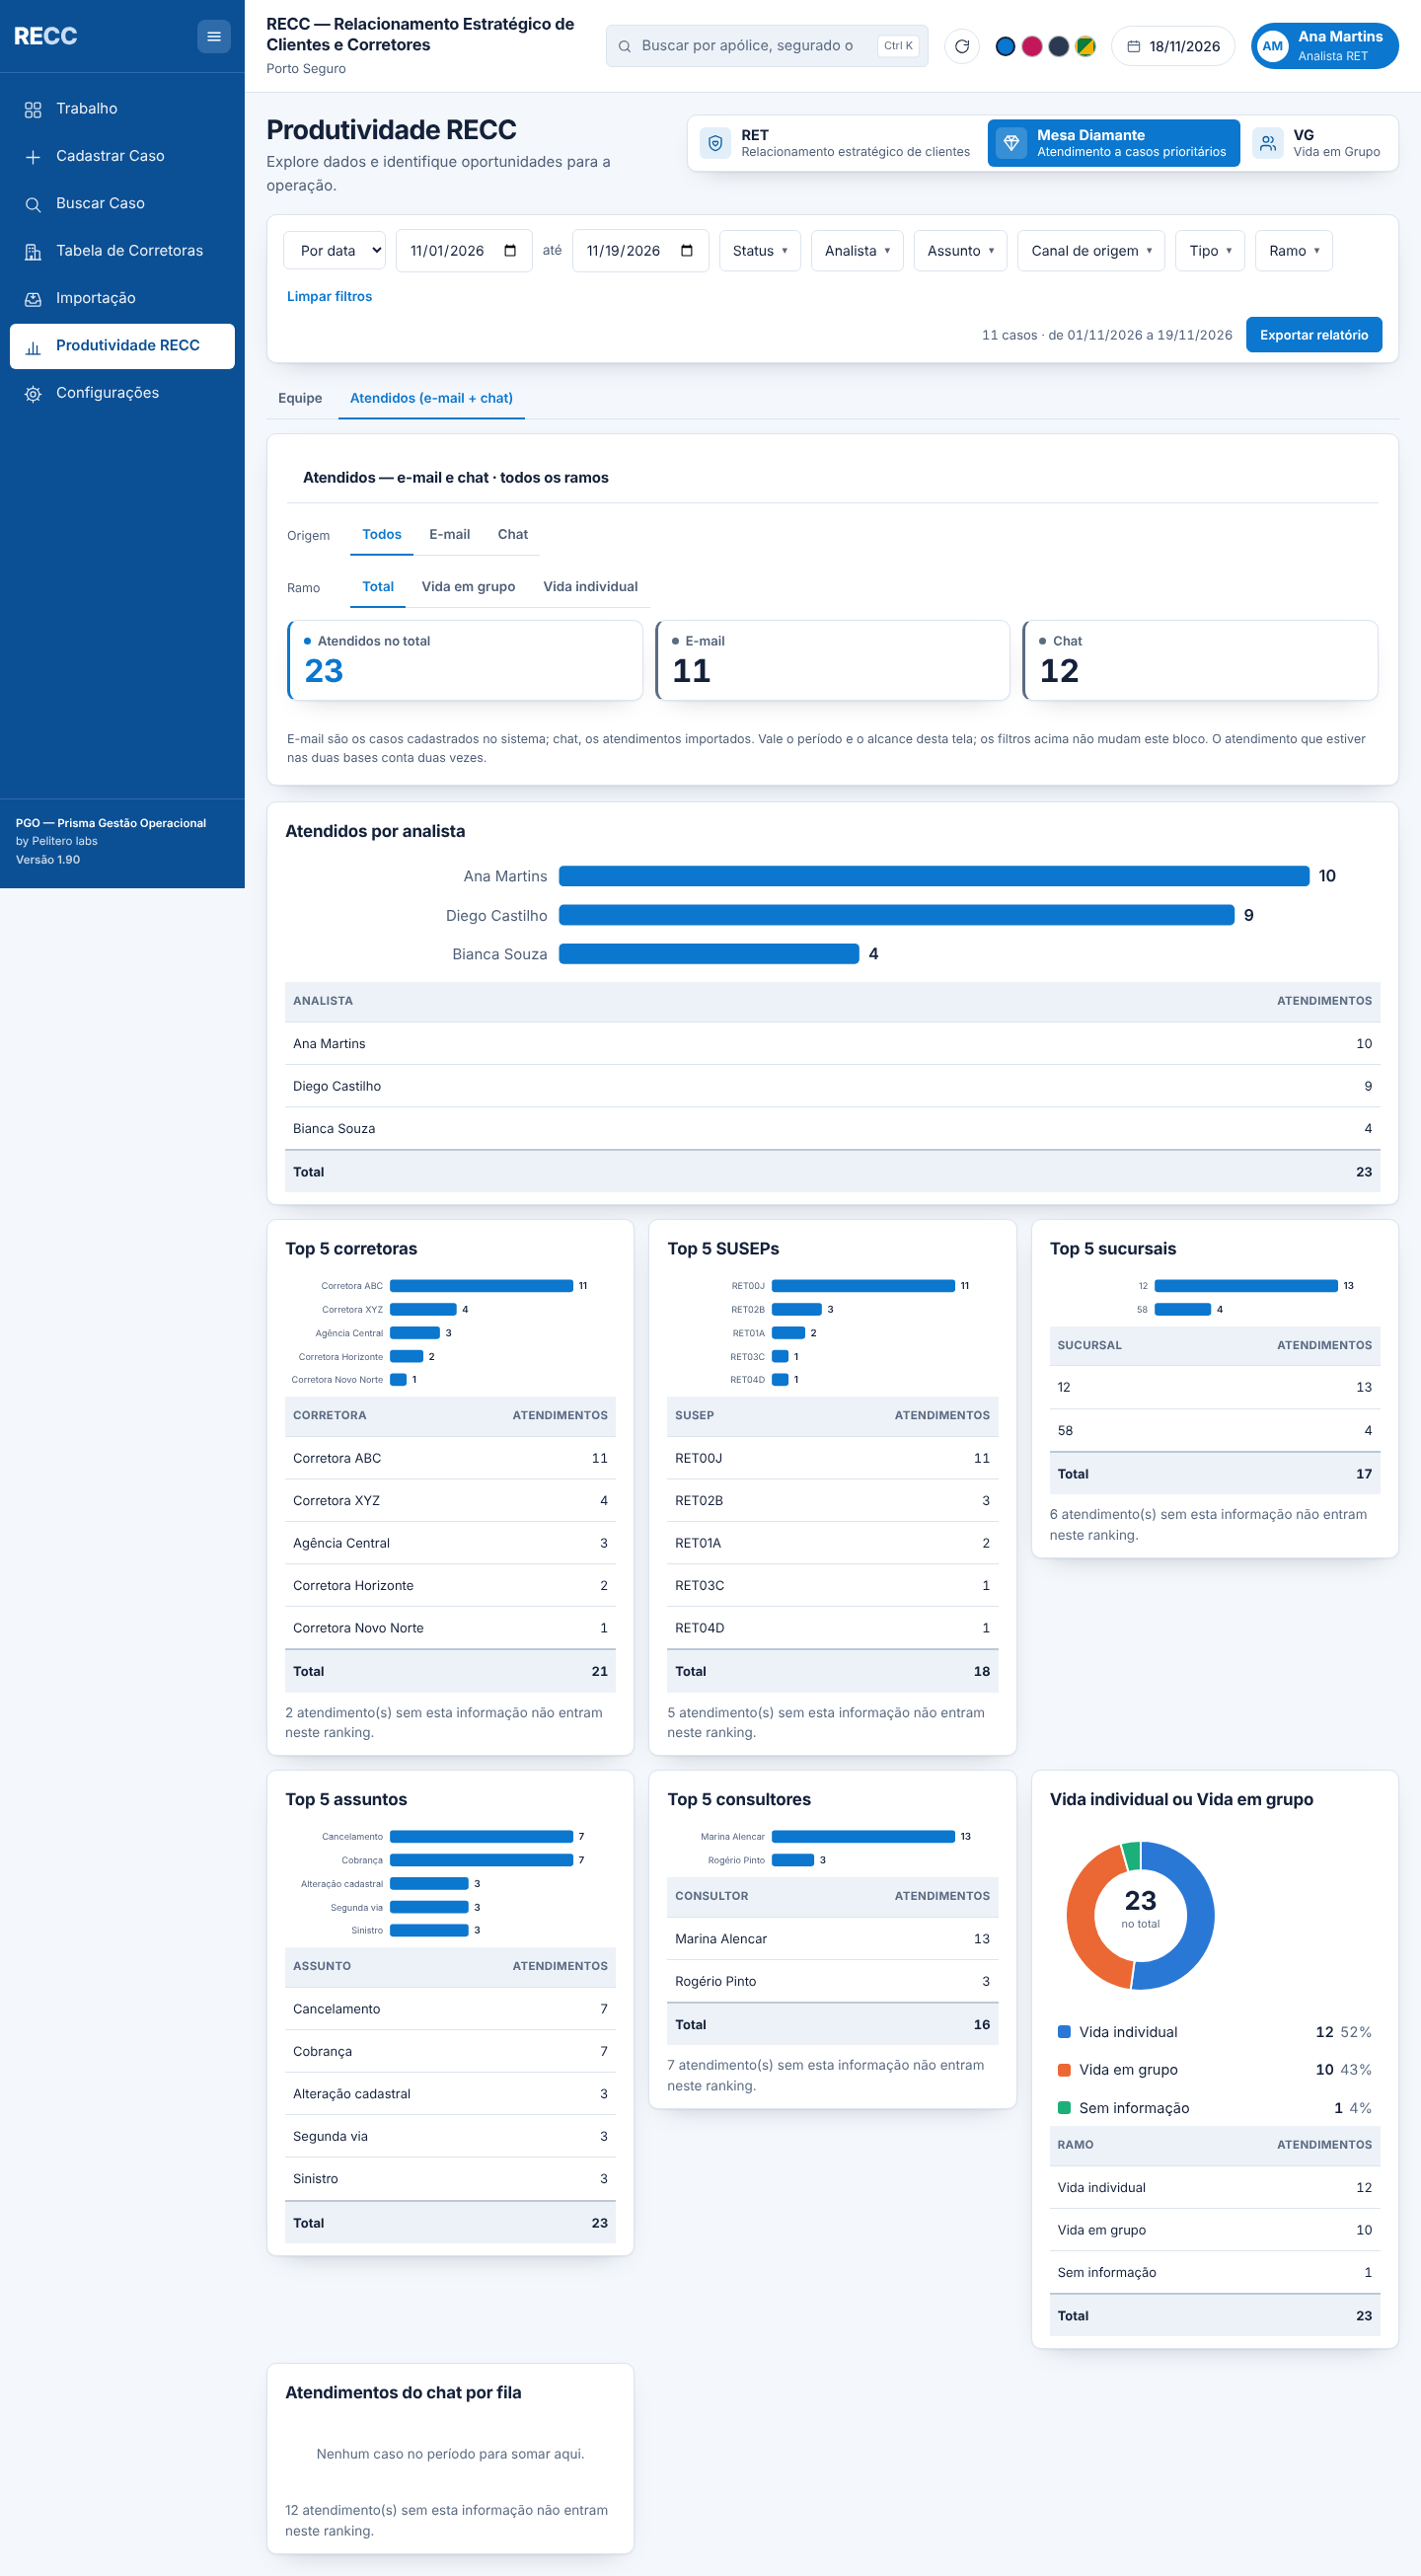 RECC
RECC — Relacionamento Estratégico de
Clientes e Corretores
Porto Seguro
Buscar por apólice, segurado o
Ctrl K
18/11/2026
AM
Ana Martins
Analista RET
Trabalho
Cadastrar Caso
Buscar Caso
Tabela de Corretoras
Importação
Produtividade RECC
Configurações
PGO — Prisma Gestão Operacional
by Pelitero labs
Versão 1.90
Produtividade RECC
Explore dados e identifique oportunidades para a
operação.
RET
Relacionamento estratégico de clientes
Mesa Diamante
Atendimento a casos prioritários
VG
Vida em Grupo
Por data
11/01/2026
até
11/19/2026
Status ▾
Analista ▾
Assunto ▾
Canal de origem ▾
Tipo ▾
Ramo ▾
Limpar filtros
11 casos · de 01/11/2026 a 19/11/2026
Exportar relatório
Equipe
Atendidos (e-mail + chat)
Atendidos — e-mail e chat · todos os ramos
Origem Todos E-mail Chat
Ramo Total Vida em grupo Vida individual
Atendidos no total
23
E-mail
11
Chat
12
E-mail são os casos cadastrados no sistema; chat, os atendimentos importados. Vale o período e o alcance desta tela; os filtros acima não mudam este bloco. O atendimento que estiver
nas duas bases conta duas vezes.
Atendidos por analista
Ana Martins 10
Diego Castilho 9
Bianca Souza 4
ANALISTA ATENDIMENTOS
Ana Martins 10
Diego Castilho 9
Bianca Souza 4
Total 23
Top 5 corretoras
Corretora ABC 11
Corretora XYZ 4
Agência Central 3
Corretora Horizonte 2
Corretora Novo Norte 1
CORRETORA ATENDIMENTOS
Corretora ABC 11
Corretora XYZ 4
Agência Central 3
Corretora Horizonte 2
Corretora Novo Norte 1
Total 21
2 atendimento(s) sem esta informação não entram
neste ranking.
Top 5 SUSEPs
RET00J 11
RET02B 3
RET01A 2
RET03C 1
RET04D 1
SUSEP ATENDIMENTOS
RET00J 11
RET02B 3
RET01A 2
RET03C 1
RET04D 1
Total 18
5 atendimento(s) sem esta informação não entram
neste ranking.
Top 5 sucursais
12 13
58 4
SUCURSAL ATENDIMENTOS
12 13
58 4
Total 17
6 atendimento(s) sem esta informação não entram
neste ranking.
Top 5 assuntos
Cancelamento 7
Cobrança 7
Alteração cadastral 3
Segunda via 3
Sinistro 3
ASSUNTO ATENDIMENTOS
Cancelamento 7
Cobrança 7
Alteração cadastral 3
Segunda via 3
Sinistro 3
Total 23
Top 5 consultores
Marina Alencar 13
Rogério Pinto 3
CONSULTOR ATENDIMENTOS
Marina Alencar 13
Rogério Pinto 3
Total 16
7 atendimento(s) sem esta informação não entram
neste ranking.
Vida individual ou Vida em grupo
23
no total
Vida individual 12 52%
Vida em grupo 10 43%
Sem informação 1 4%
RAMO ATENDIMENTOS
Vida individual 12
Vida em grupo 10
Sem informação 1
Total 23
Atendimentos do chat por fila
Nenhum caso no período para somar aqui.
12 atendimento(s) sem esta informação não entram
neste ranking.